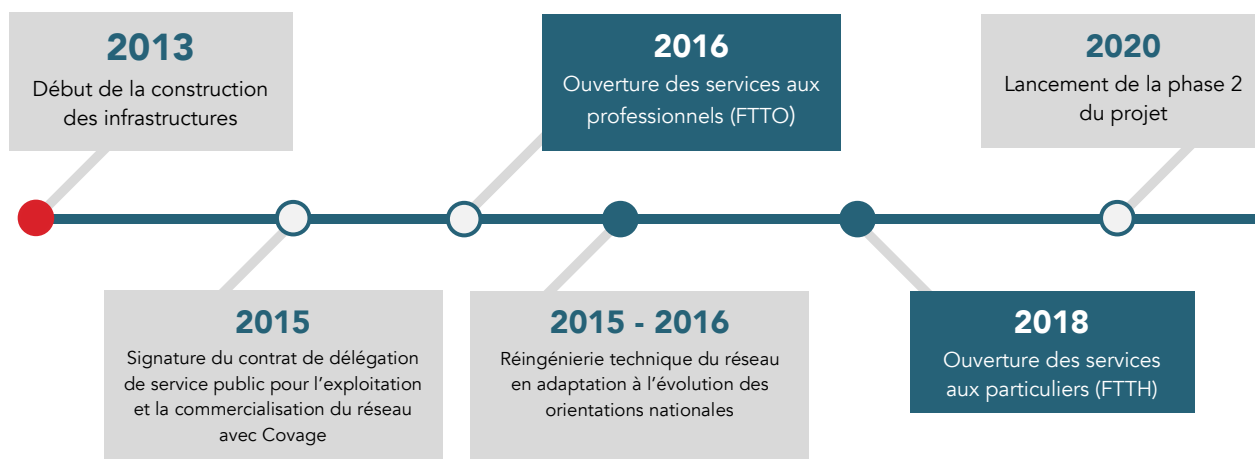 2013
Début de la construction
des infrastructures
2015
Signature du contrat de délégation
de service public pour l'exploitation
et la commercialisation du réseau
avec Covage
2016
Ouverture des services aux
professionnels (FTTO)
2015 - 2016
Réingénierie technique du réseau
en adaptation à l'évolution des
orientations nationales
2018
Ouverture des services
aux particuliers (FTTH)
2020
Lancement de la phase 2
du projet